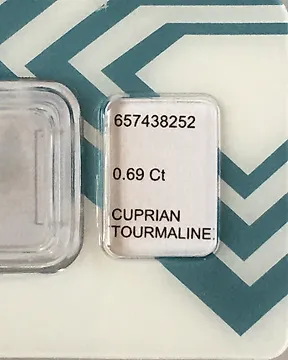 657438252
0.69 Ct
CUPRIAN
TOURMALINE